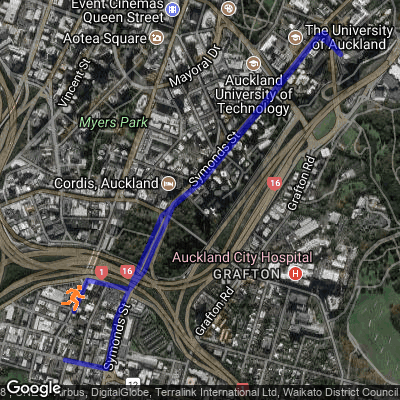 Event Cinemas
Queen Street
Aotea Square
The University
of Auckland
Mayoral Dr
Vincent St
Auckland
University of
Technology
Myers Park
Symonds St
Cordis, Auckland
16
Grafton Rd
Auckland City Hospital
H
GRAFTON
1
16
Grafton Rd
Symonds St
Google
irbus, DigitalGlobe, Terralink International Ltd, Waikato District Council